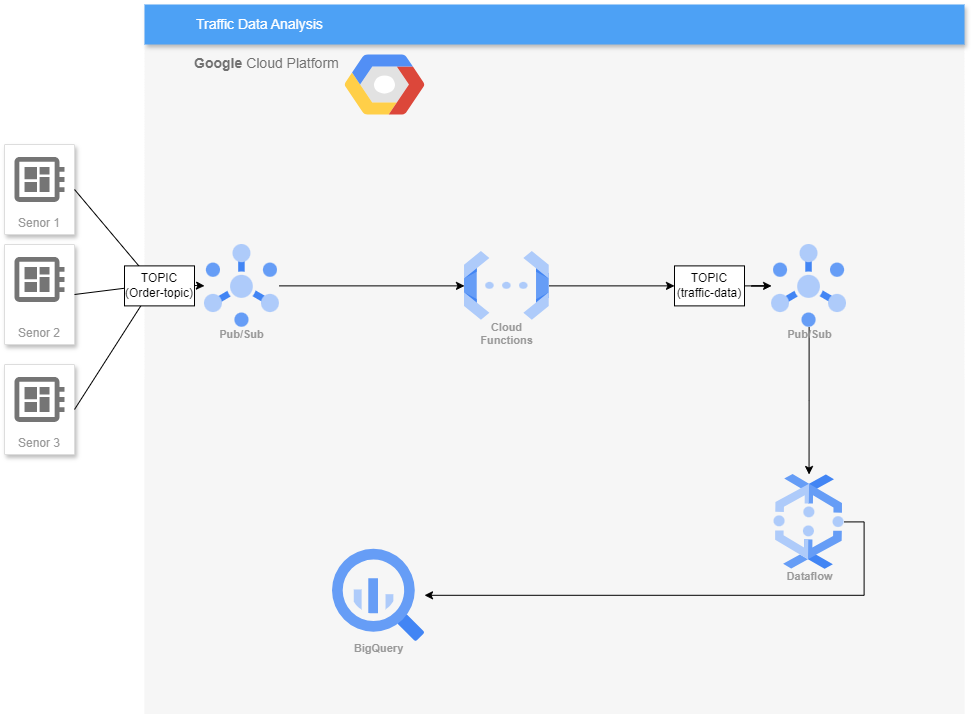 Traffic Data Analysis
Google Cloud Platform
Senor 1
Senor 2
Senor 3
TOPIC
(Order-topic)
Pub/Sub
Cloud
Functions
TOPIC
(traffic-data)
Pub/Sub
Dataflow
BigQuery